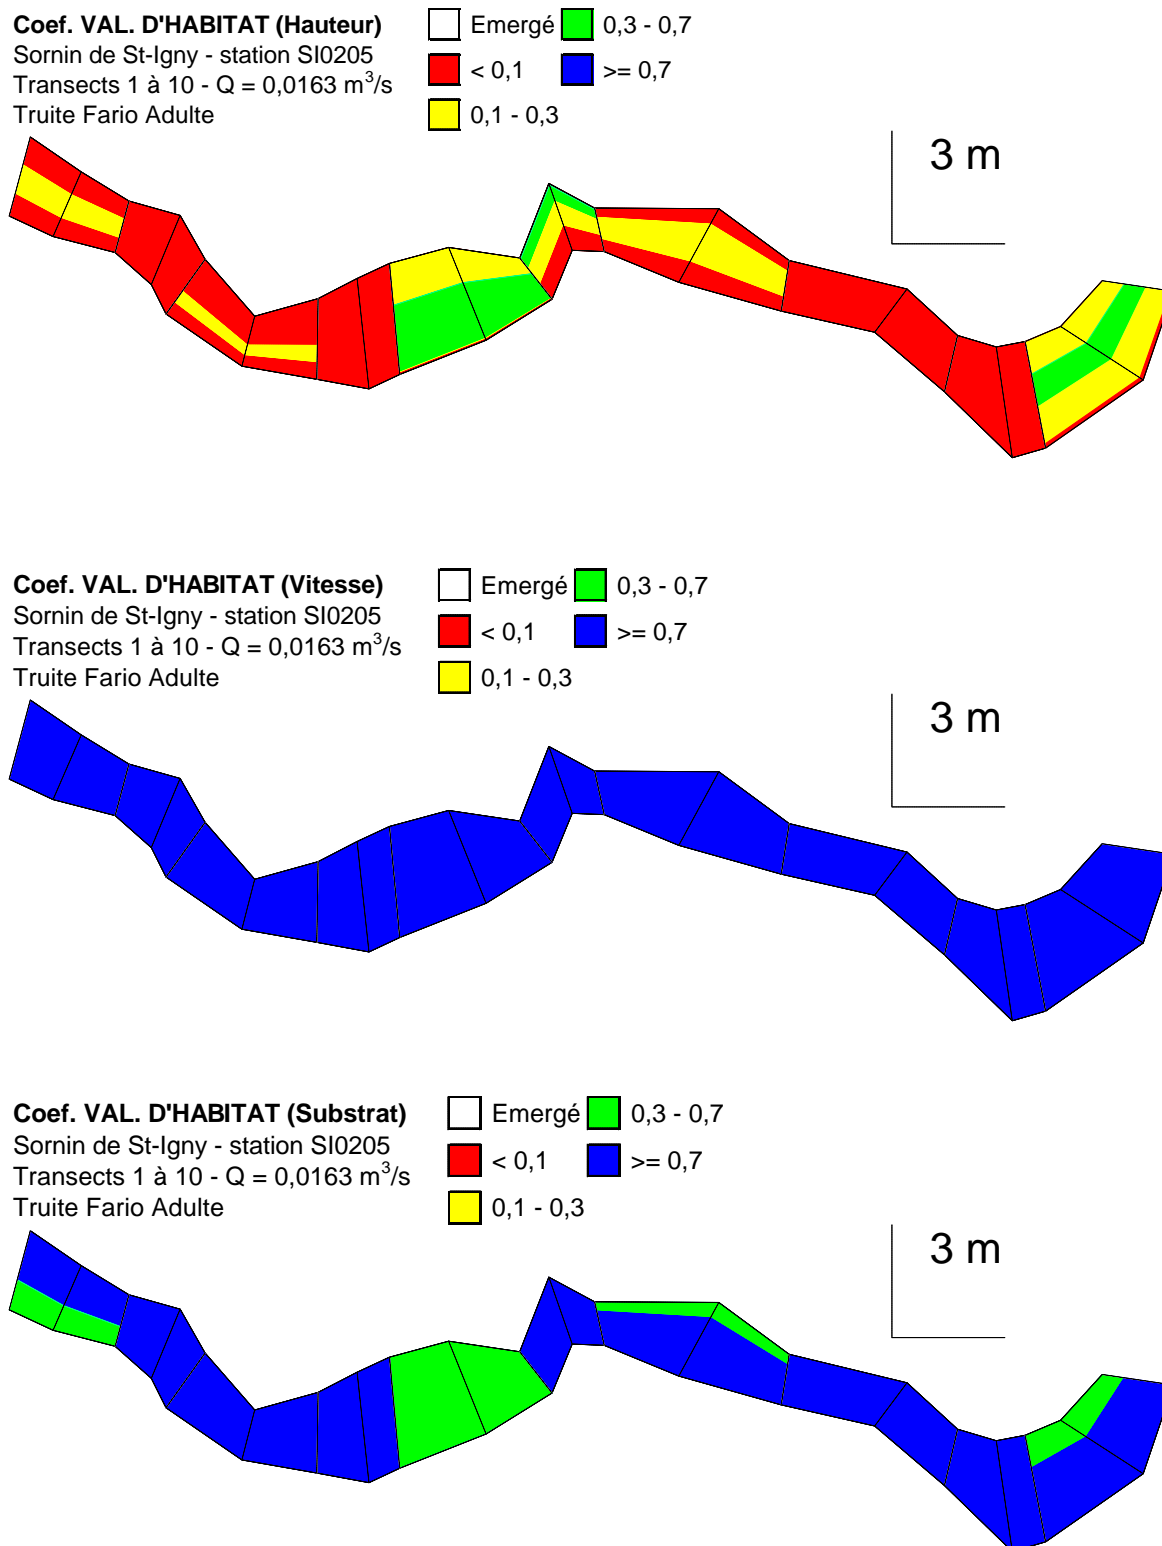 Coef. VAL. D'HABITAT (Hauteur)
Sornin de St-Igny - station SI0205
Transects 1 à 10 - Q = 0,0163 m³/s
Truite Fario Adulte
Emergé 0,3 - 0,7
< 0,1 >= 0,7
0,1 - 0,3
3 m
Coef. VAL. D'HABITAT (Vitesse)
Sornin de St-Igny - station SI0205
Transects 1 à 10 - Q = 0,0163 m³/s
Truite Fario Adulte
Emergé 0,3 - 0,7
< 0,1 >= 0,7
0,1 - 0,3
3 m
Coef. VAL. D'HABITAT (Substrat)
Sornin de St-Igny - station SI0205
Transects 1 à 10 - Q = 0,0163 m³/s
Truite Fario Adulte
Emergé 0,3 - 0,7
< 0,1 >= 0,7
0,1 - 0,3
3 m